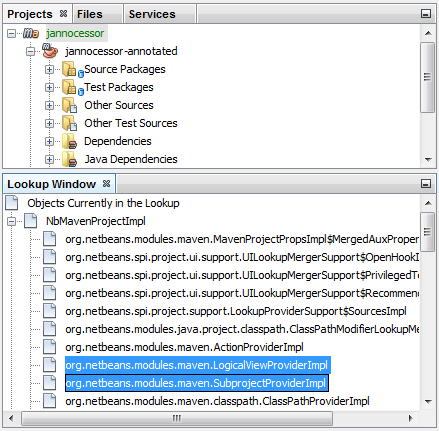 Projects
Files
Services
jannocessor
jannocessor-annotated
Source Packages
Test Packages
Other Sources
Other Test Sources
Dependencies
Java Dependencies
Lookup Window
Objects Currently in the Lookup
NbMavenProjectImpl
org.netbeans.modules.maven.MavenProjectPropsImpl$MergedAuxProper
org.netbeans.spi.project.ui.support.UILookupMergerSupport$OpenHookI
org.netbeans.spi.project.ui.support.UILookupMergerSupport$PrivilegedTe
org.netbeans.spi.project.ui.support.UILookupMergerSupport$Recommen
org.netbeans.spi.project.support.LookupProviderSupport$SourcesImpl
org.netbeans.modules.java.project.classpath.ClassPathModifierLookupMe
org.netbeans.modules.maven.ActionProviderImpl
org.netbeans.modules.maven.LogicalViewProviderImpl
org.netbeans.modules.maven.SubprojectProviderImpl
org.netbeans.modules.maven.classpath.ClassPathProviderImpl